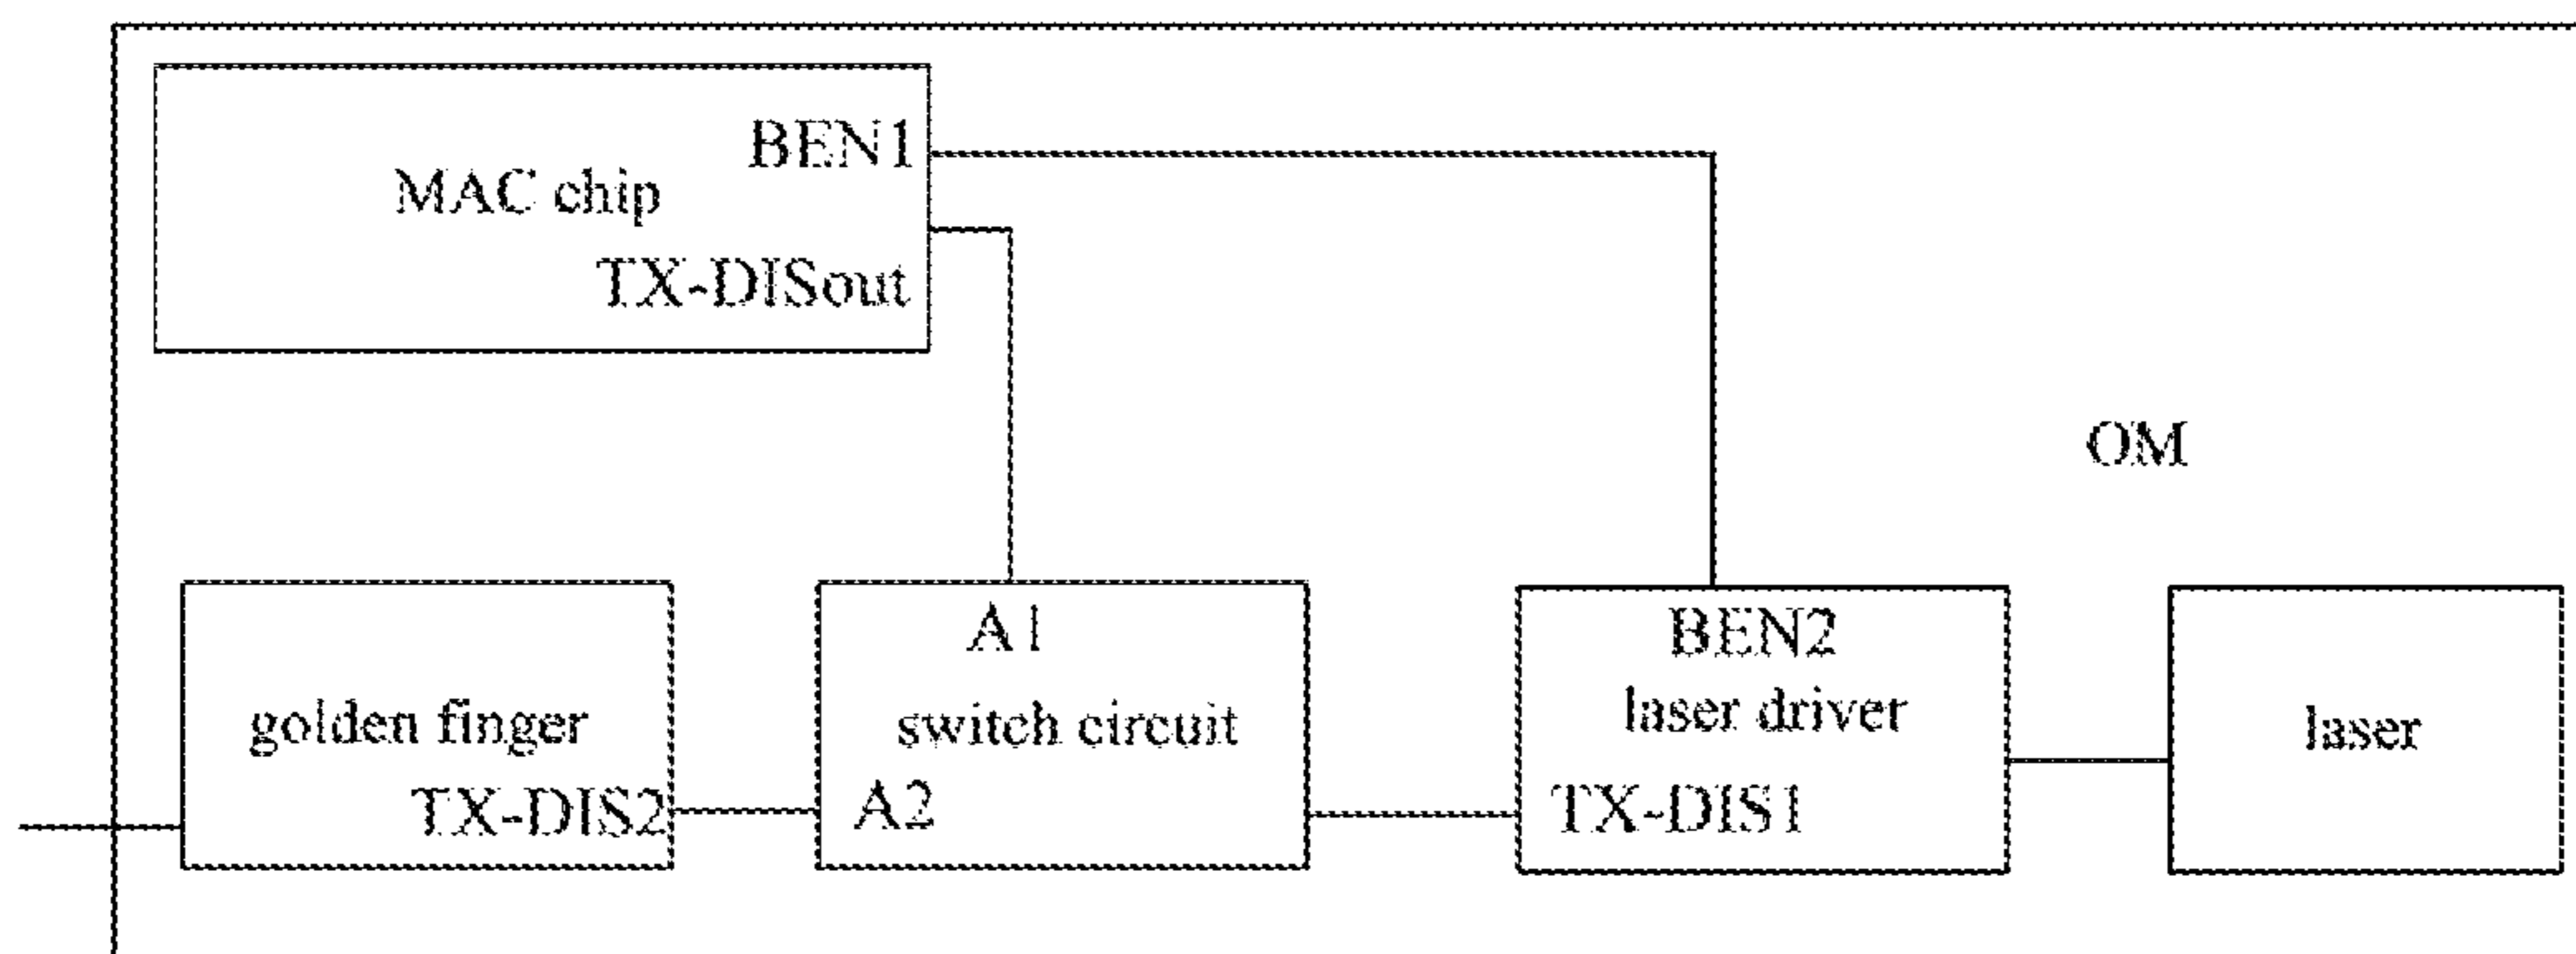 BEN1
MAC chip
TX-DISout
OM
A1
BEN2
golden finger
switch circuit
laser driver
laser
TX-DIS2
A2
TX-DIS1